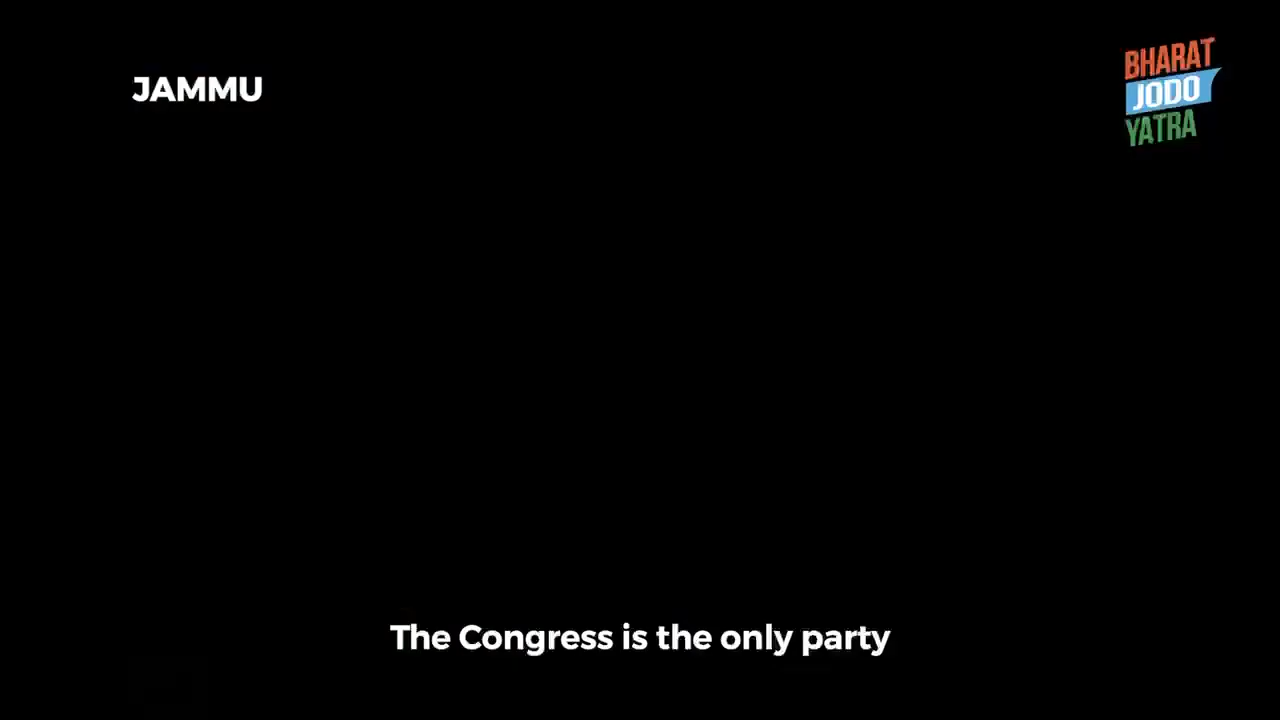 JAMMU
BHARAT
JODO
YATRA
The Congress is the only party